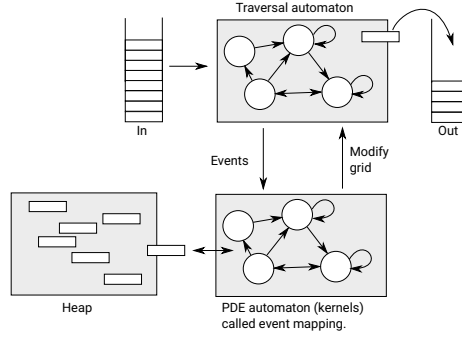 Traversal automaton
In
Out
Events
Modify
grid
Heap
PDE automaton (kernels)
called event mapping.